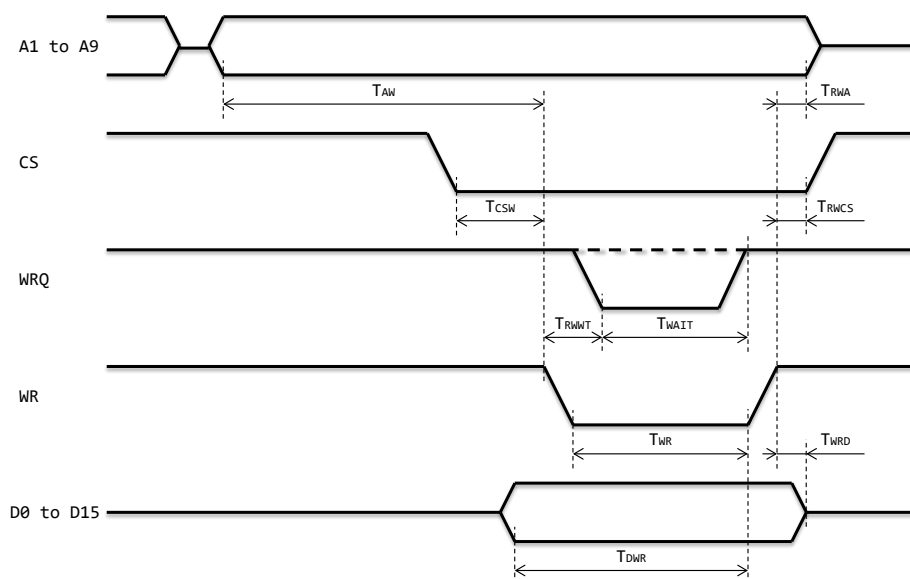 A1 to A9
TAW
TRWA
CS
TCSW
TRWCS
WRQ
TRWWT
TWAIT
WR
TWR
TWRD
D0 to D15
TDWR